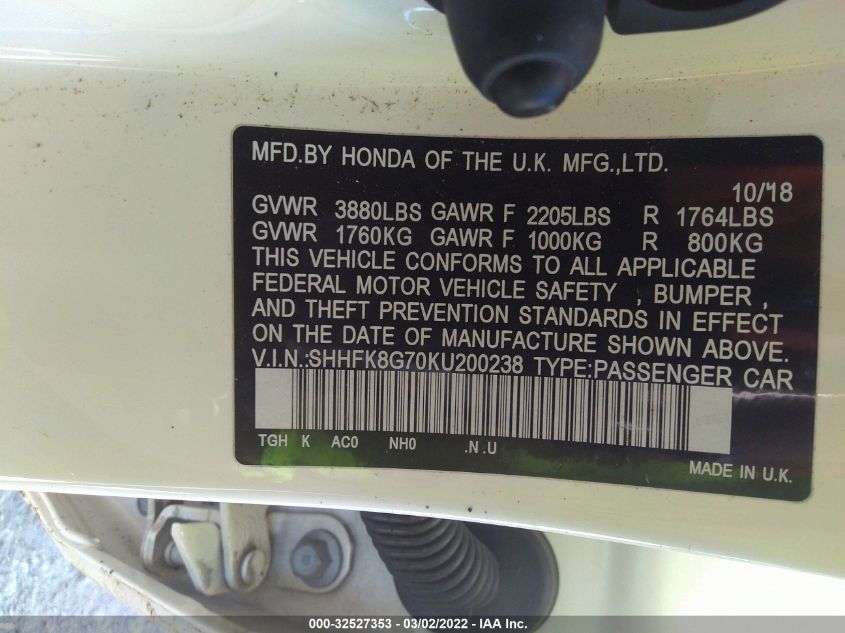 MFD.BY HONDA OF THE U.K. MFG.,LTD.
10/18
GVWR 3880LBS GAWR F 2205LBS R 1764LBS
GVWR 1760KG GAWR F 1000KG R 800KG
THIS VEHICLE CONFORMS TO ALL APPLICABLE
FEDERAL MOTOR VEHICLE SAFETY , BUMPER ,
AND THEFT PREVENTION STANDARDS IN EFFECT
ON THE DATE OF MANUFACTURE SHOWN ABOVE.
V.I.N.:SHHFK8G70KU200238 TYPE:PASSENGER CAR
TGH K AC0 NH0 .N .U
MADE IN U.K.
000-32527353 - 03/02/2022 - IAA Inc.